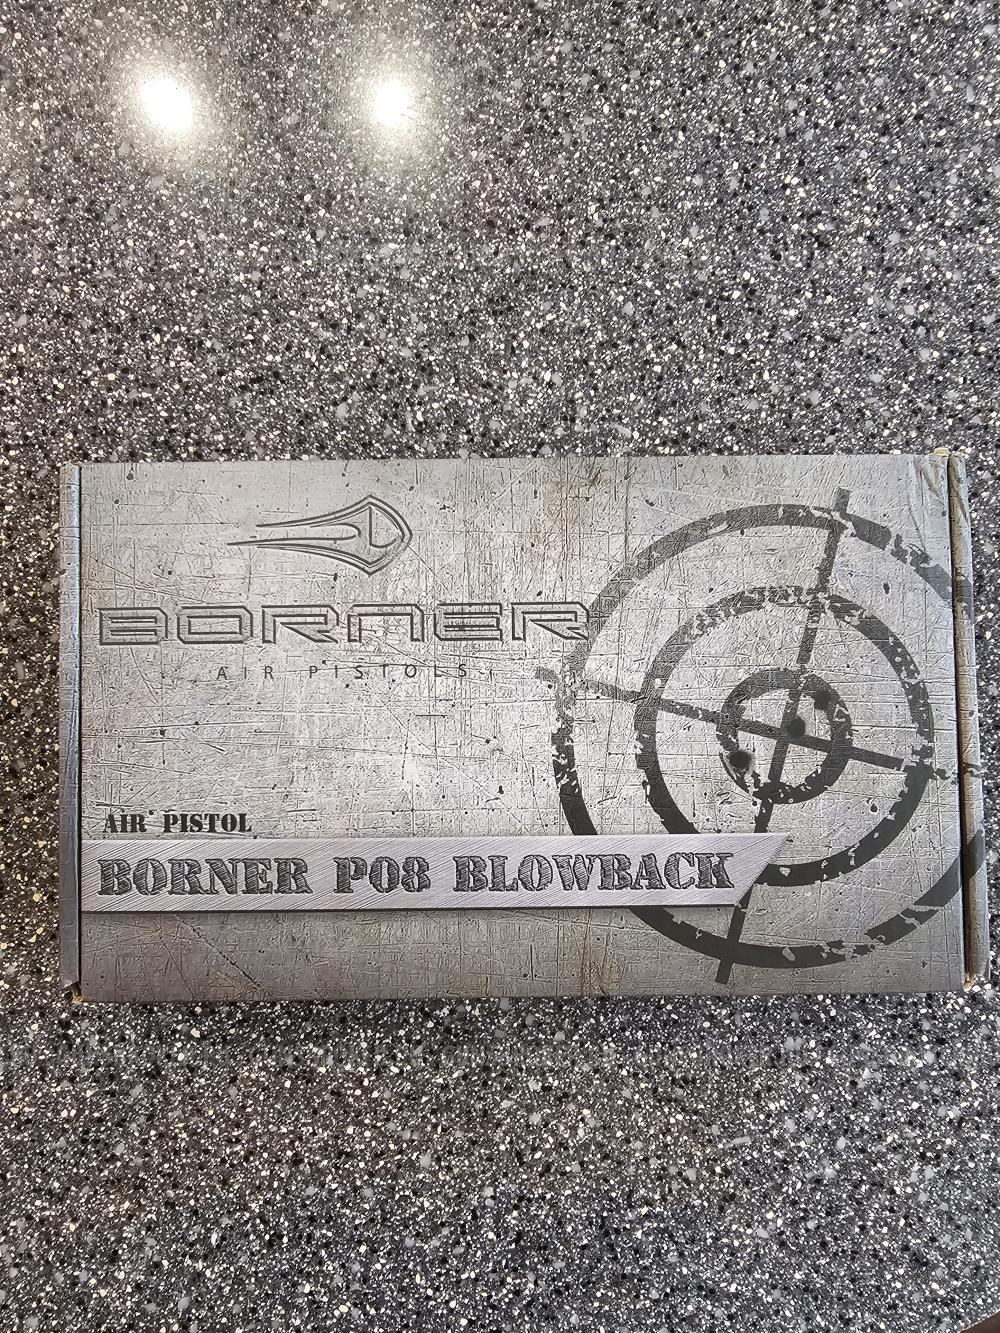 BORNER
AIR PISTOLS
AIR PISTOL
BORNER P08 BLOWBACK